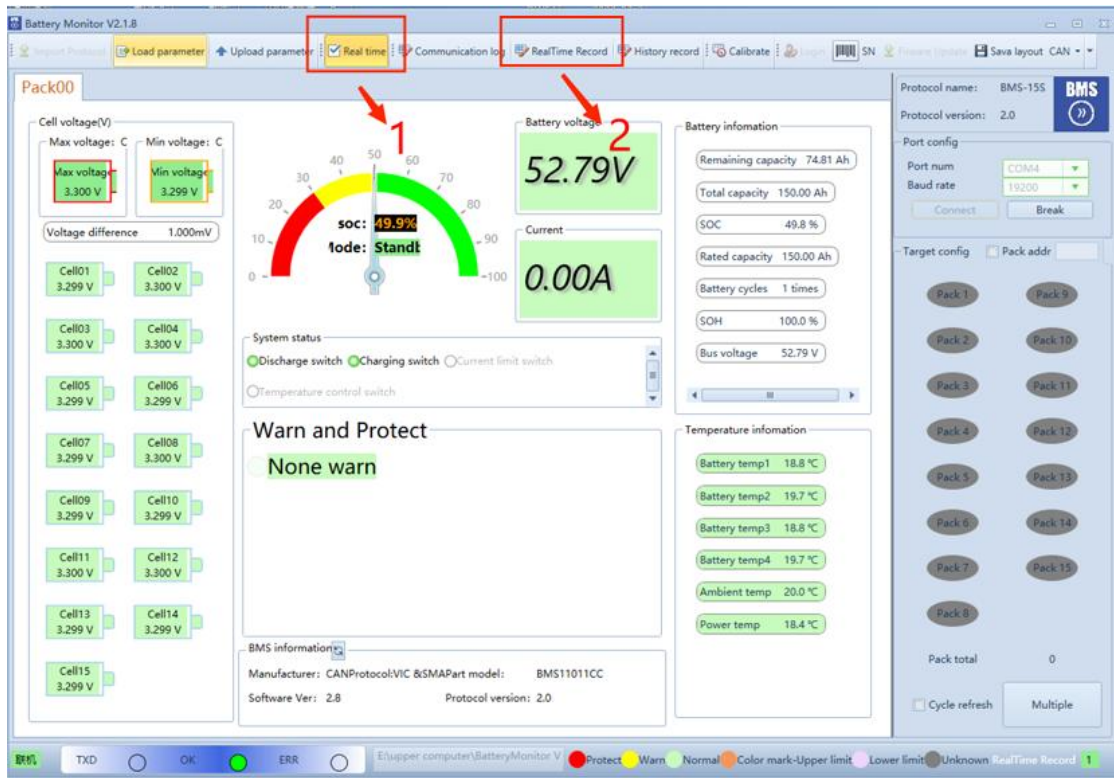 Battery Monitor V2.1.8
Import Protocol Load parameter Upload parameter Real time Communication log RealTime Record History record Calibrate Login SN Firware Update Sava layout CAN
Pack00
1
2
Cell voltage(V)
Max voltage: C
Min voltage: C
Max voltage
3.300 V
Min voltage
3.299 V
Voltage difference 1.000mV
Cell01
3.299 V
Cell02
3.300 V
Cell03
3.300 V
Cell04
3.300 V
Cell05
3.299 V
Cell06
3.299 V
Cell07
3.299 V
Cell08
3.300 V
Cell09
3.299 V
Cell10
3.299 V
Cell11
3.300 V
Cell12
3.300 V
Cell13
3.299 V
Cell14
3.299 V
Cell15
3.299 V
0 10 20 30 40 50 60 70 80 90 100
soc: 49.9%
Mode: Standb
Battery voltage
52.79V
Current
0.00A
System status
Discharge switch Charging switch Current limit switch
Temperature control switch
Warn and Protect
None warn
BMS information
Manufacturer: CANProtocol:VIC &SMAPart model: BMS11011CC
Software Ver: 2.8 Protocol version: 2.0
Battery infomation
Remaining capacity 74.81 Ah
Total capacity 150.00 Ah
SOC 49.8 %
Rated capacity 150.00 Ah
Battery cycles 1 times
SOH 100.0 %
Bus voltage 52.79 V
Temperature infomation
Battery temp1 18.8 ℃
Battery temp2 19.7 ℃
Battery temp3 18.8 ℃
Battery temp4 19.7 ℃
Ambient temp 20.0 ℃
Power temp 18.4 ℃
Protocol name: BMS-15S
Protocol version: 2.0
BMS
Port config
Port num COM4
Baud rate 19200
Connect Break
Target config Pack addr
Pack 1 Pack 9
Pack 2 Pack 10
Pack 3 Pack 11
Pack 4 Pack 12
Pack 5 Pack 13
Pack 6 Pack 14
Pack 7 Pack 15
Pack 8
Pack total 0
Cycle refresh Multiple
联机 TXD OK ERR E:\upper computer\BatteryMonitor V Protect Warn Normal Color mark-Upper limit Lower limit Unknown RealTime Record 1